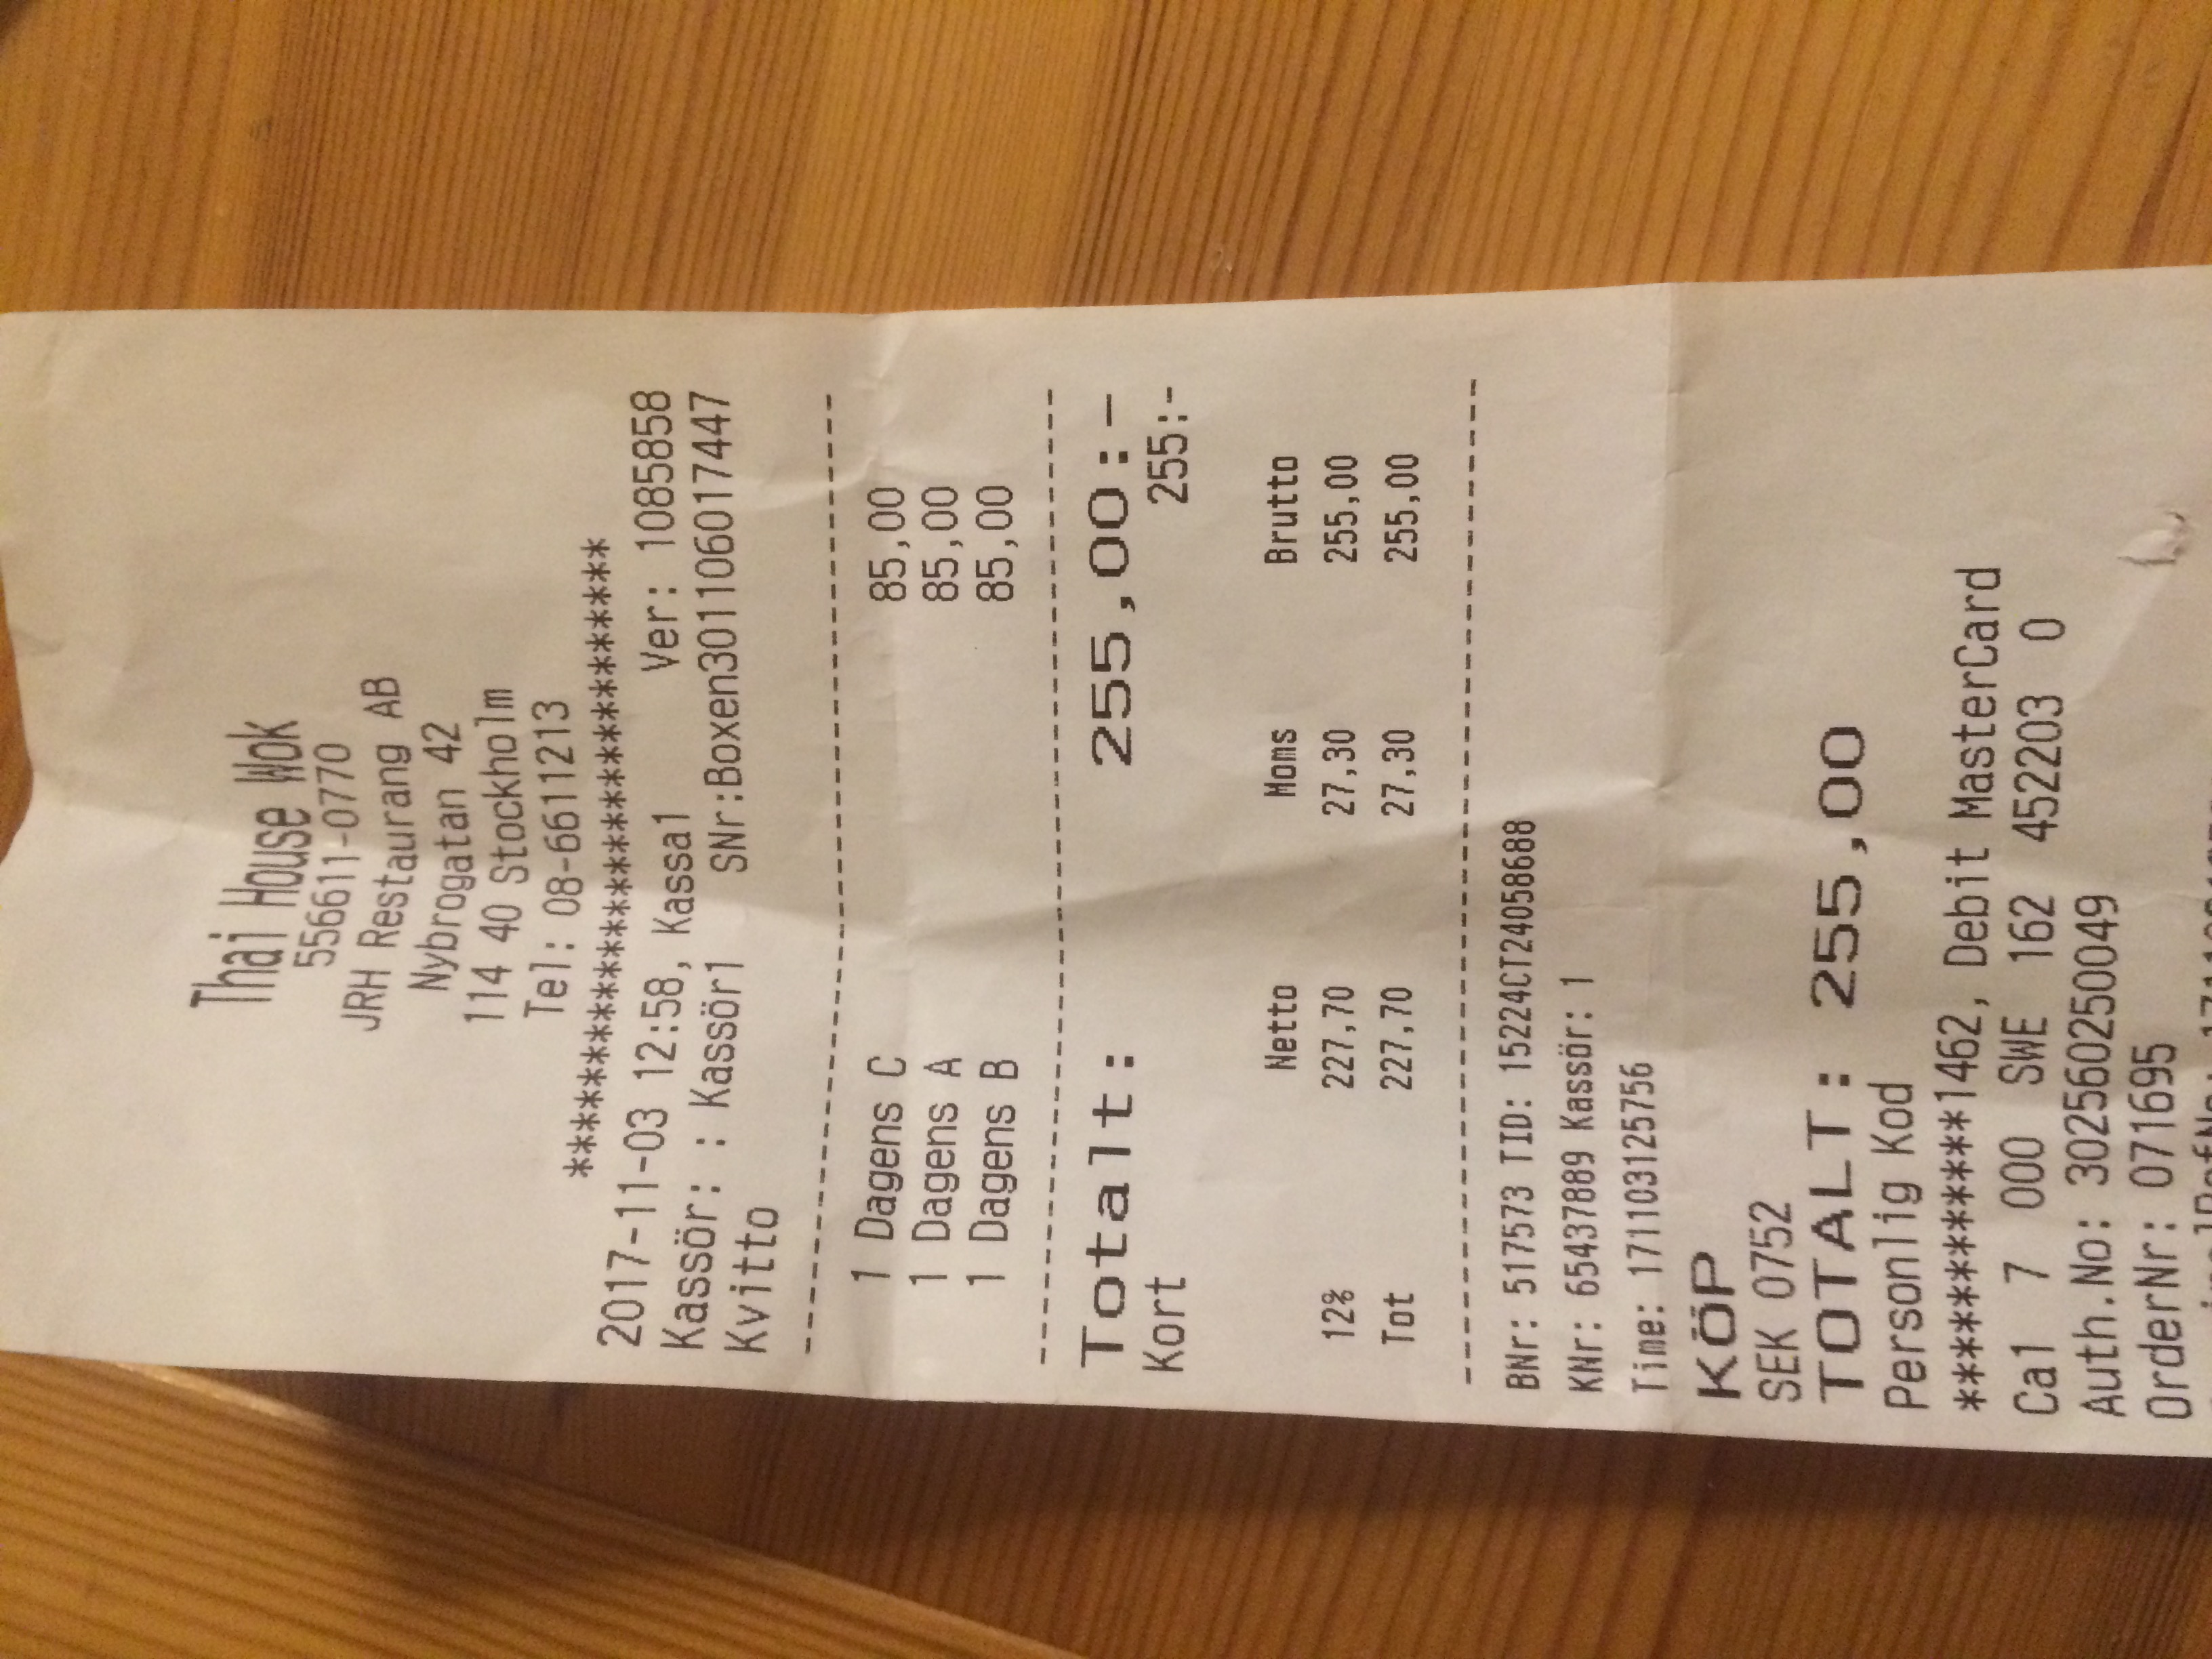 Thai House Wok
556611-0770
JRH Restaurang AB
Nybrogatan 42
114 40 Stockholm
Tel: 08-6611213
******************************
2017-11-03 12:58, Kassa1 Ver: 1085858
Kassör: : Kassör1 SNr:Boxen301106017447
Kvitto
1 Dagens C 85,00
1 Dagens A 85,00
1 Dagens B 85,00
Totalt: 255,00:-
Kort 255:-
Netto Moms Brutto
12% 227,70 27,30 255,00
Tot 227,70 27,30 255,00
BNr: 517573 TID: 15224CT24058688
KNr: 65437889 Kassör: 1
Time: 171103125756
KÖP
SEK 0752
TOTALT: 255,00
Personlig Kod
************1462, Debit MasterCard
Ca1 7 000 SWE 162 452203 0
Auth.No: 302560250049
OrderNr: 071695